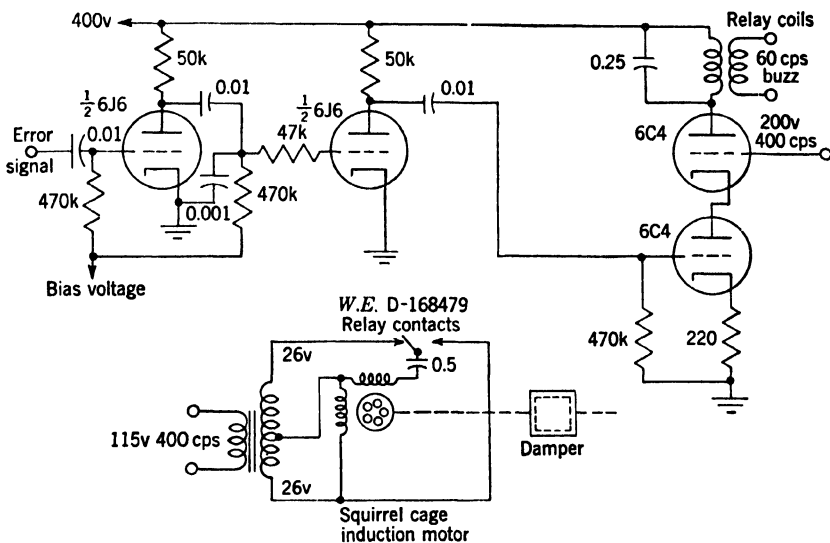 400v
50k
0.01
½ 6J6
Error
signal
0.01
470k
0.001
470k
Bias voltage
47k
50k
½ 6J6
0.01
0.25
Relay coils
60 cps
buzz
6C4
200v
400 cps
6C4
470k
220
W.E. D-168479
Relay contacts
26v
0.5
115v 400 cps
26v
Squirrel cage
induction motor
Damper